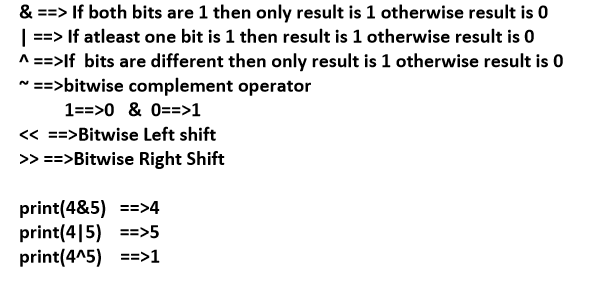 & ==> If both bits are 1 then only result is 1 otherwise result is 0
| ==> If atleast one bit is 1 then result is 1 otherwise result is 0
^ ==>If bits are different then only result is 1 otherwise result is 0
~ ==>bitwise complement operator
1==>0 & 0==>1
<< ==>Bitwise Left shift
>> ==>Bitwise Right Shift
print(4&5) ==>4
print(4|5) ==>5
print(4^5) ==>1